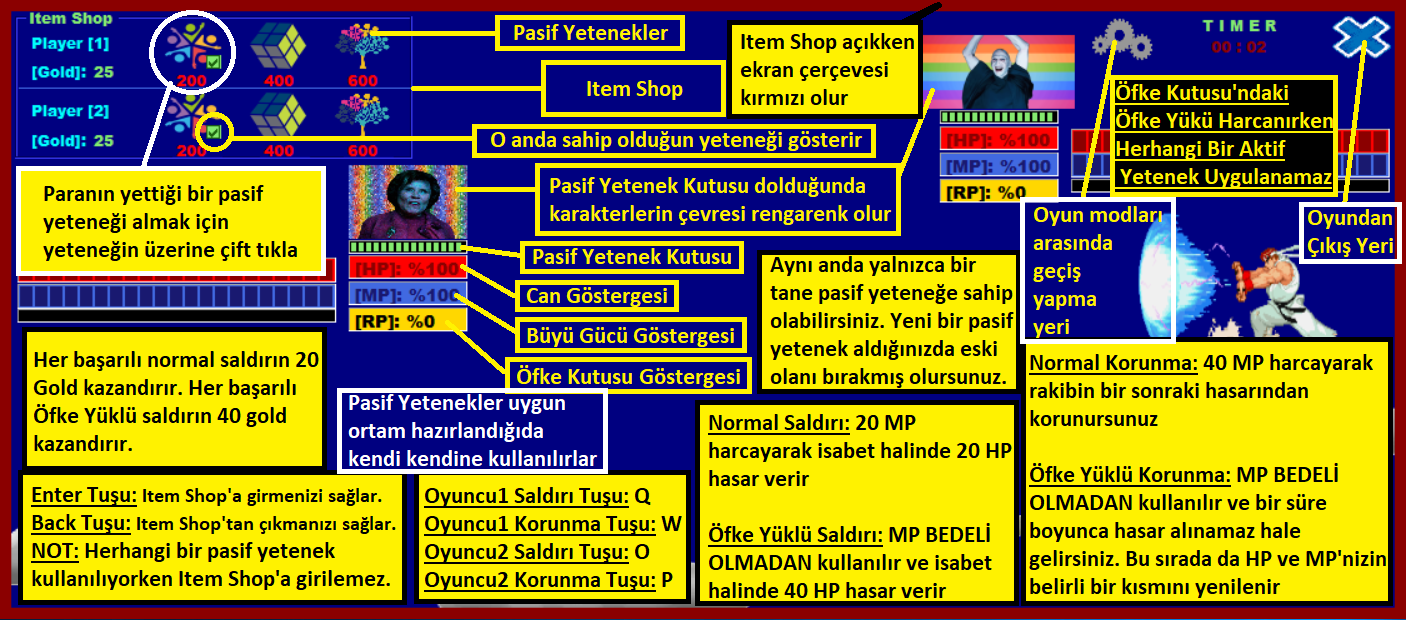 Item Shop
Player [1]
[Gold]: 25
200
400
600
Player [2]
[Gold]: 25
200
400
600
Pasif Yetenekler
Item Shop
O anda sahip olduğun yeteneği gösterir
Item Shop açıkken
ekran çerçevesi
kırmızı olur
TIMER
00 : 02
[HP]: %100
[MP]: %100
[RP]: %0
Öfke Kutusu'ndaki
Öfke Yükü Harcanırken
Herhangi Bir Aktif
Yetenek Uygulanamaz
Paranın yettiği bir pasif
yeteneği almak için
yeteneğin üzerine çift tıkla
Pasif Yetenek Kutusu dolduğunda
karakterlerin çevresi rengarenk olur
Oyun modları
arasında
geçiş
yapma
yeri
Oyundan
Çıkış Yeri
Pasif Yetenek Kutusu
[HP]: %100
[MP]: %100
[RP]: %0
Can Göstergesi
Büyü Gücü Göstergesi
Öfke Kutusu Göstergesi
Aynı anda yalnızca bir
tane pasif yeteneğe sahip
olabilirsiniz. Yeni bir pasif
yetenek aldığınızda eski
olanı bırakmış olursunuz.
Her başarılı normal saldırın 20
Gold kazandırır. Her başarılı
Öfke Yüklü saldırın 40 gold
kazandırır.
Pasif Yetenekler uygun
ortam hazırlandığıda
kendi kendine kullanılırlar
Normal Saldırı: 20 MP
harcayarak isabet halinde 20 HP
hasar verir
Öfke Yüklü Saldırı: MP BEDELİ
OLMADAN kullanılır ve isabet
halinde 40 HP hasar verir
Normal Korunma: 40 MP harcayarak
rakibin bir sonraki hasarından
korunursunuz
Öfke Yüklü Korunma: MP BEDELİ
OLMADAN kullanılır ve bir süre
boyunca hasar alınamaz hale
gelirsiniz. Bu sırada da HP ve MP'nizin
belirli bir kısmını yenilenir
Enter Tuşu: Item Shop'a girmenizi sağlar.
Back Tuşu: Item Shop'tan çıkmanızı sağlar.
NOT: Herhangi bir pasif yetenek
kullanılıyorken Item Shop'a girilemez.
Oyuncu1 Saldırı Tuşu: Q
Oyuncu1 Korunma Tuşu: W
Oyuncu2 Saldırı Tuşu: O
Oyuncu2 Korunma Tuşu: P